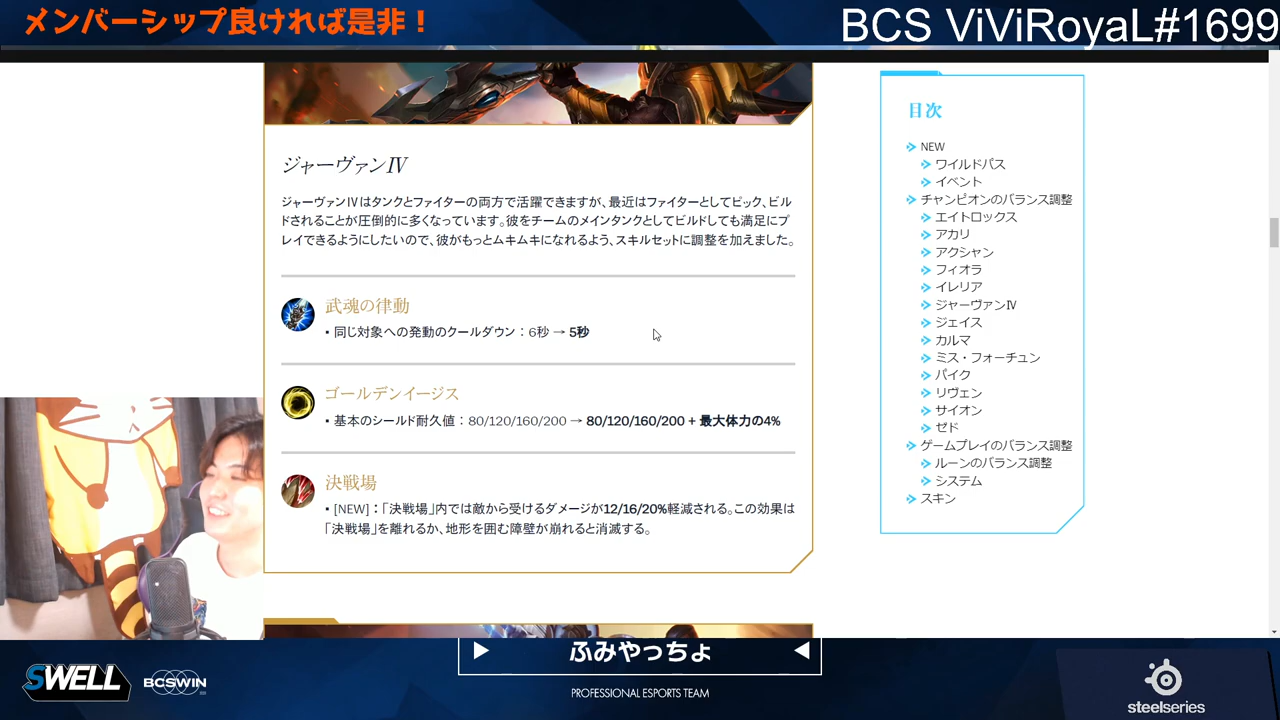 メンバーシップ良ければ是非！
BCS ViViRoyaL#1699
ジャーヴァンⅣ
ジャーヴァンⅣはタンクとファイターの両方で活躍できますが、最近はファイターとしてピック、ビル
ドされることが圧倒的に多くなっています。彼をチームのメインタンクとしてビルドしても満足にプ
レイできるようにしたいので、彼がもっとムキムキになれるよう、スキルセットに調整を加えました。
武魂の律動
• 同じ対象への発動のクールダウン：6秒 → 5秒
ゴールデンイージス
• 基本のシールド耐久値：80/120/160/200 → 80/120/160/200 + 最大体力の4%
決戦場
• [NEW]：「決戦場」内では敵から受けるダメージが12/16/20%軽減される。この効果は
「決戦場」を離れるか、地形を囲む障壁が崩れると消滅する。
目次
NEW
ワイルドパス
イベント
チャンピオンのバランス調整
エイトロックス
アカリ
アクシャン
フィオラ
イレリア
ジャーヴァンⅣ
ジェイス
カルマ
ミス・フォーチュン
パイク
リヴェン
サイオン
ゼド
ゲームプレイのバランス調整
ルーンのバランス調整
システム
スキン
SWELL
BCSWIN
ふみやっちょ
PROFESSIONAL ESPORTS TEAM
steelseries